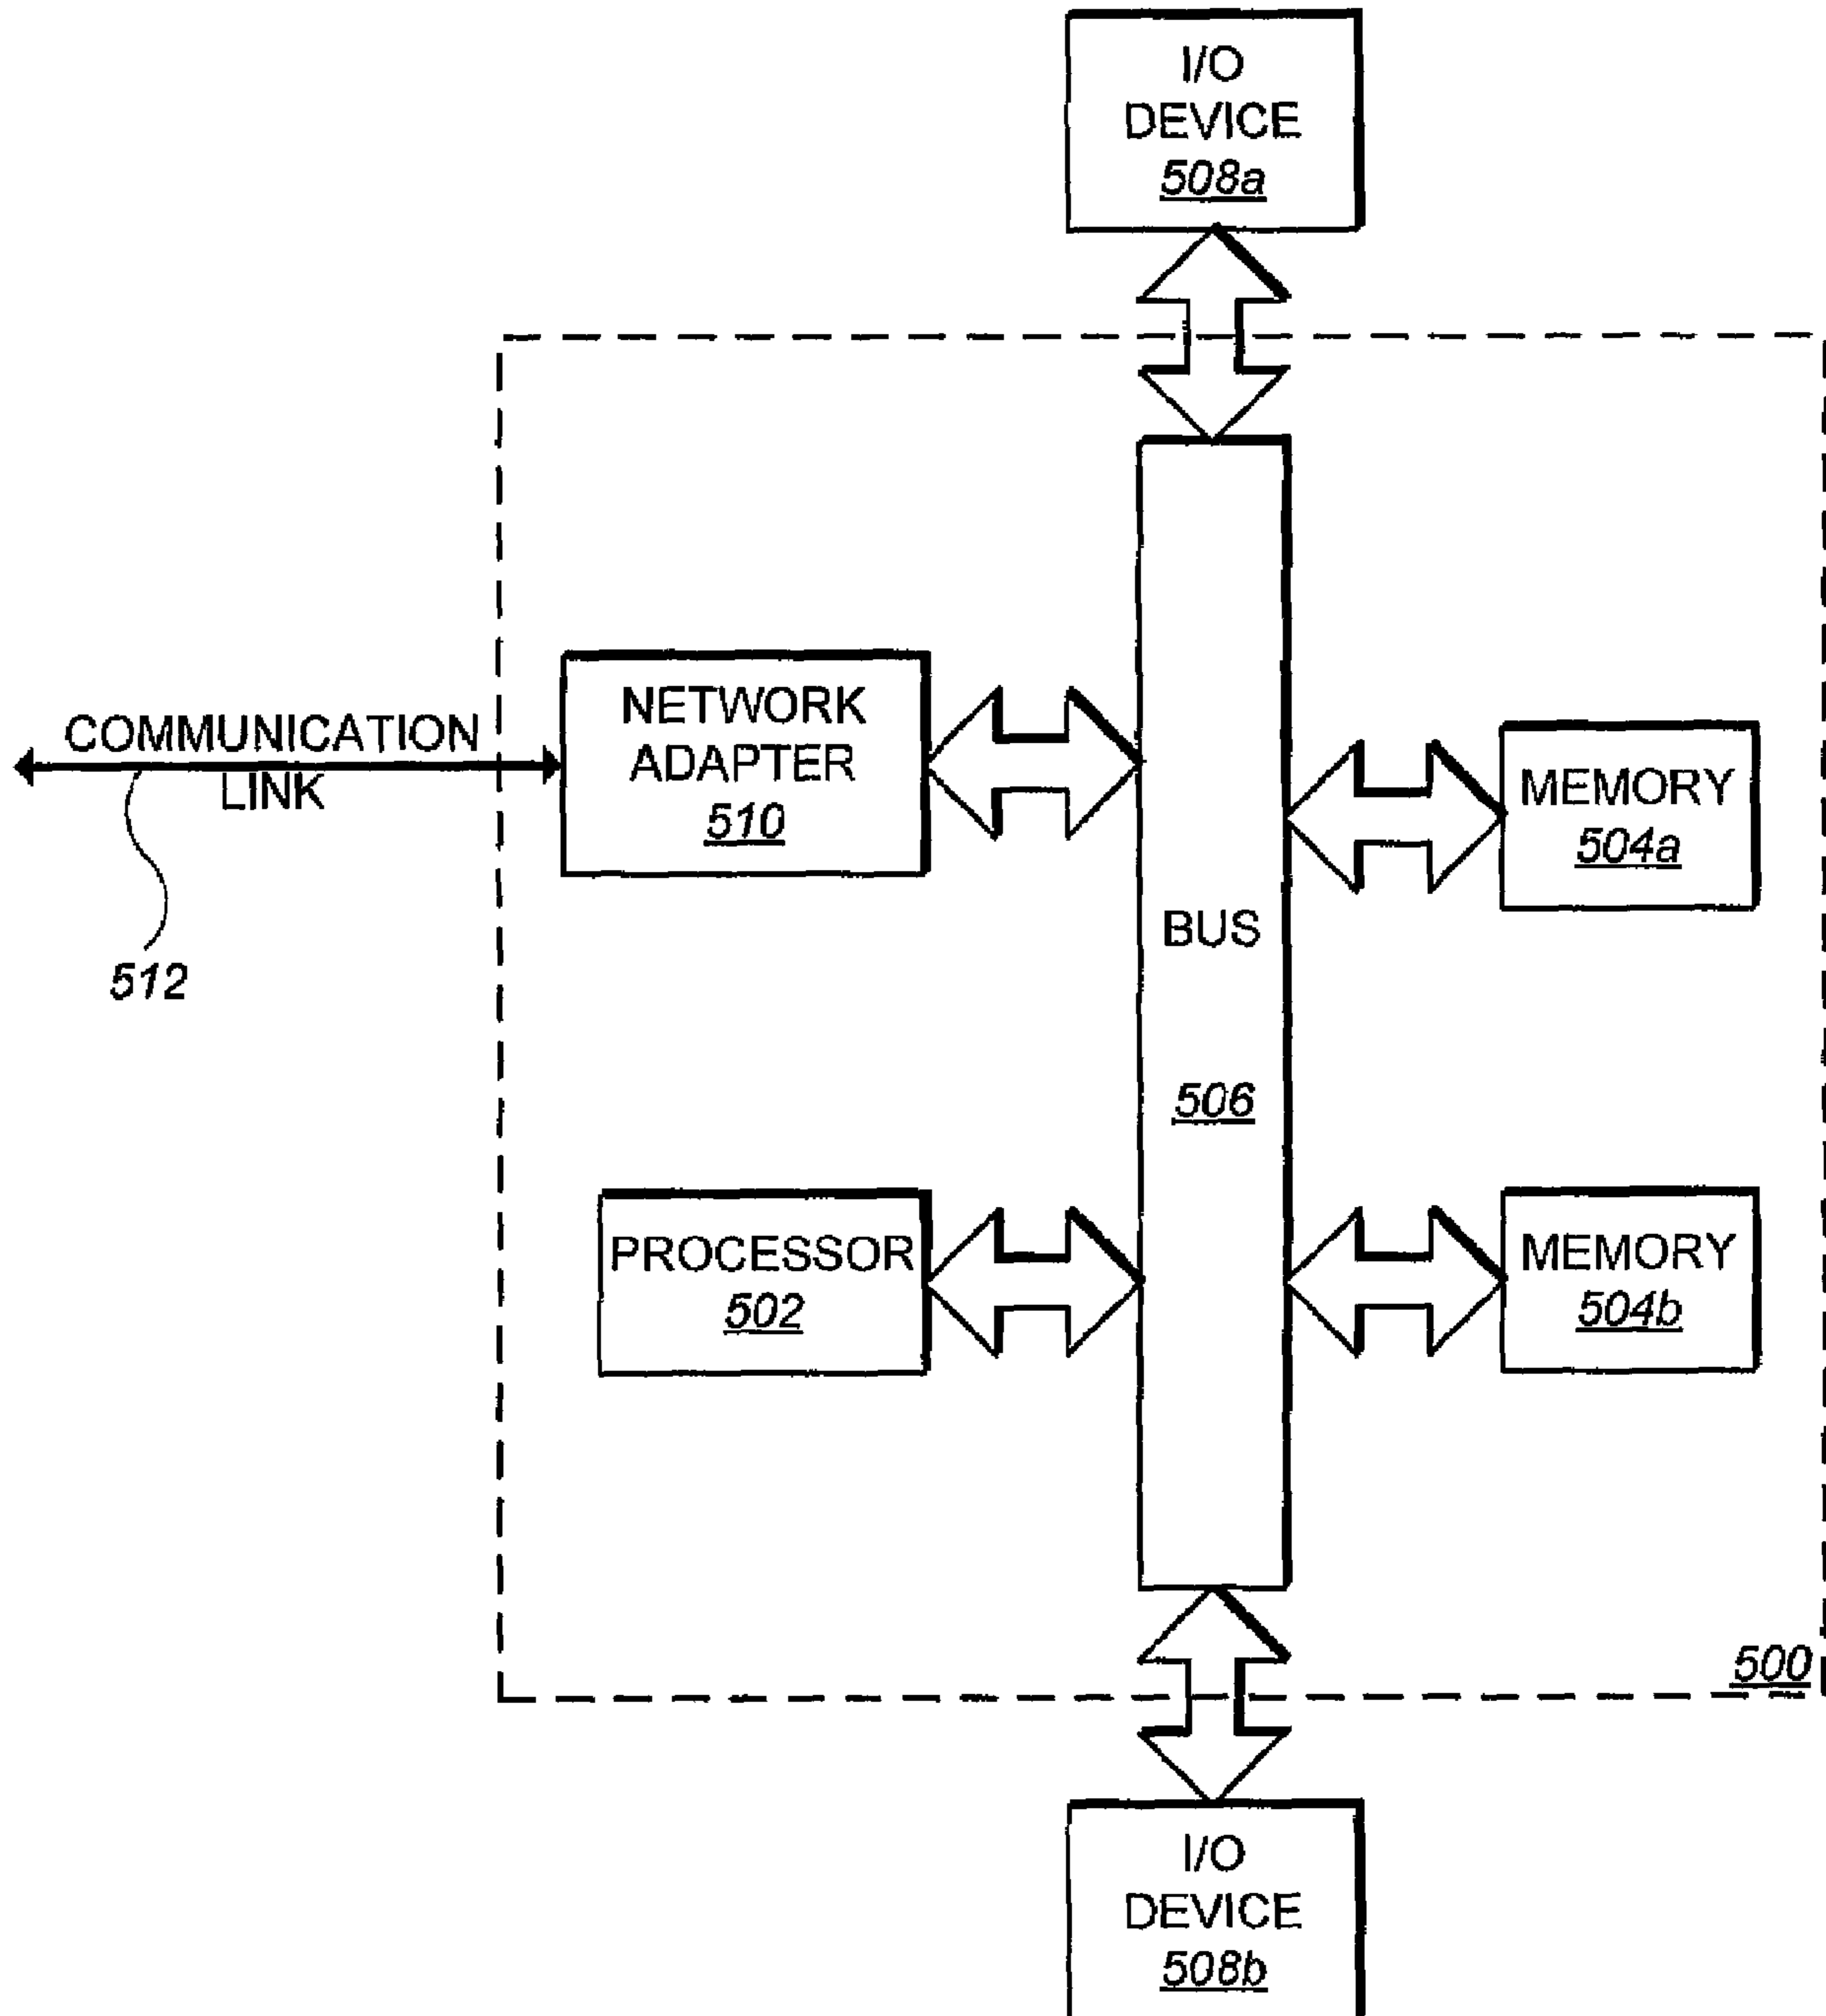 I/O
DEVICE
508a
COMMUNICATION
LINK
512
NETWORK
ADAPTER
510
MEMORY
504a
BUS
506
PROCESSOR
502
MEMORY
504b
500
I/O
DEVICE
508b